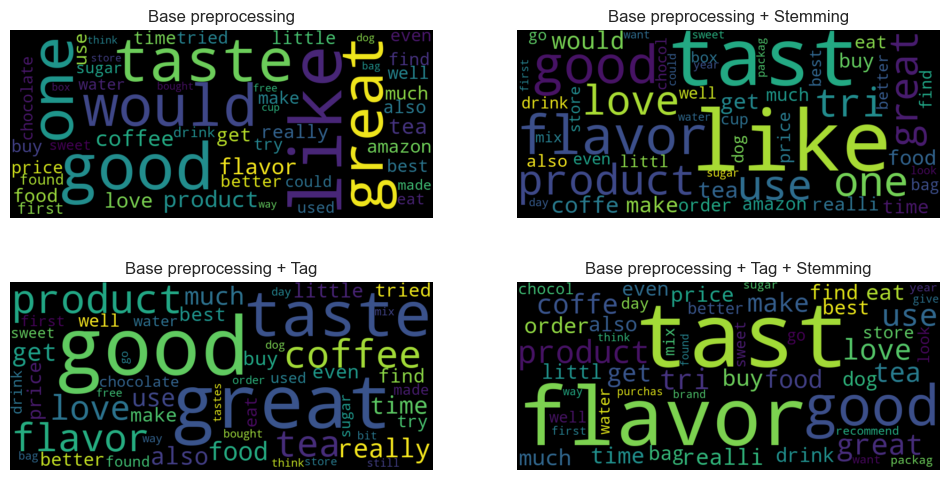 Base preprocessing
think
time
tried
little
dog
even
use
store
taste
bag
find
sugar
well
chocolate
one
box
water
bought
free
make
much
would
cup
like
great
also
coffee
drink
get
really
tea
buy
sweet
try
amazon
price
good
flavor
best
found
better
could
food
love
product
way
used
made
first
eat
Base preprocessing + Stemming
go
would
want
sweet
could
packag
best
eat
box
year
tast
chocol
buy
good
better
great
find
first
store
love
well
get
much
tri
drink
cup
price
flavor
mix
water
like
dog
also
even
littl
food
sugar
look
product
tea
use
one
bag
day
coffe
make
order
amazon
realli
time
Base preprocessing + Tag
product
much
day
little
tried
first
well
water
best
taste
mix
sweet
good
dog
coffee
get
go
buy
drink
price
chocolate
order
used
even
find
free
great
made
love
use
tastes
eat
sugar
time
make
try
flavor
way
bought
bit
tea
really
bag
better
found
also
food
think
store
still
Base preprocessing + Tag + Stemming
chocol
even
price
sugar
find
eat
year
coffe
day
better
make
best
give
order
also
tast
use
think
mix
found
sweet
go
store
product
love
look
littl
get
tri
buy
food
dog
tea
way
purchas
brand
flavor
good
well
water
recommend
first
great
much
time
bag
realli
drink
want
packag